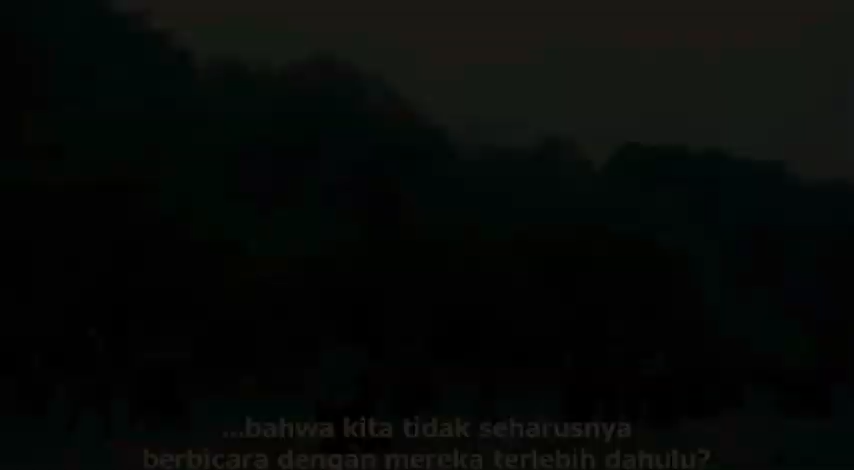 ...bahwa kita tidak seharusnya
berbicara dengan mereka terlebih dahulu?